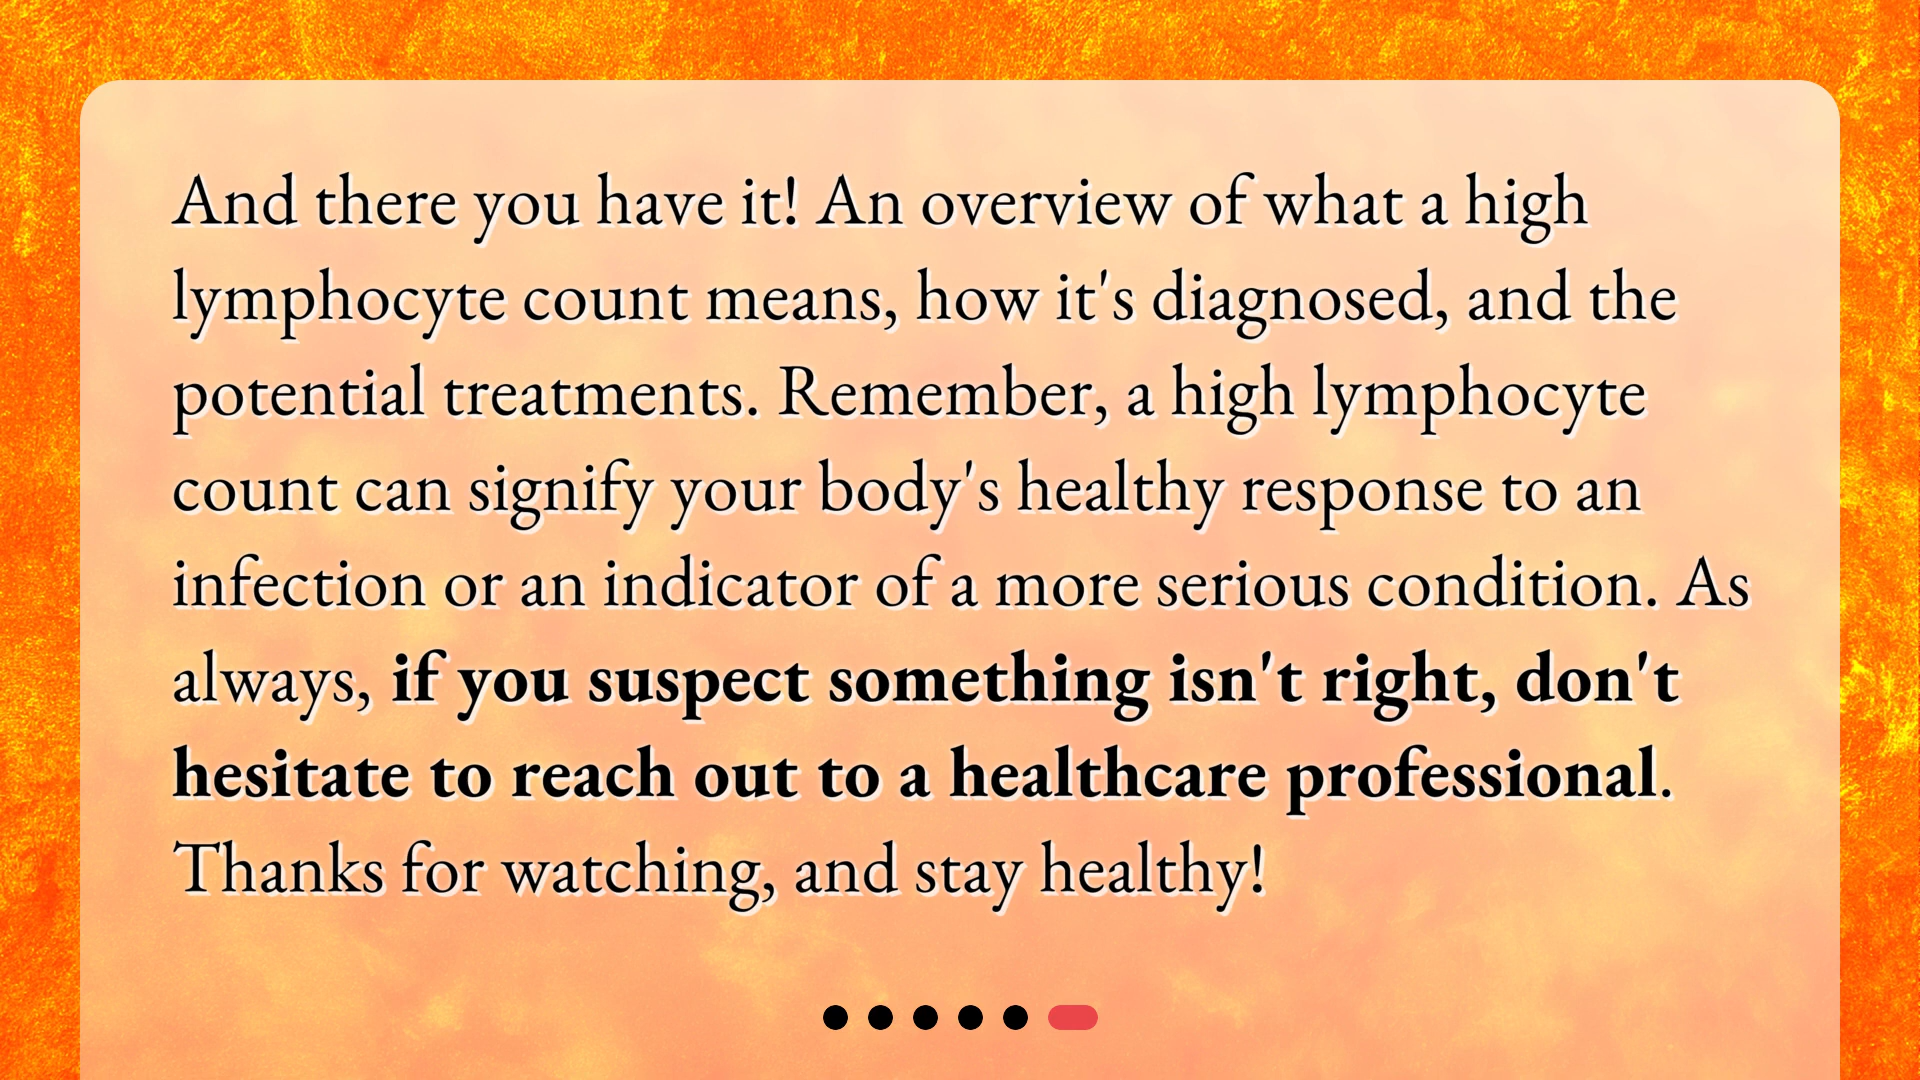 And there you have it! An overview of what a high
lymphocyte count means, how it's diagnosed, and the
potential treatments. Remember, a high lymphocyte
count can signify your body's healthy response to an
infection or an indicator of a more serious condition. As
always, if you suspect something isn't right, don't
hesitate to reach out to a healthcare professional.
Thanks for watching, and stay healthy!